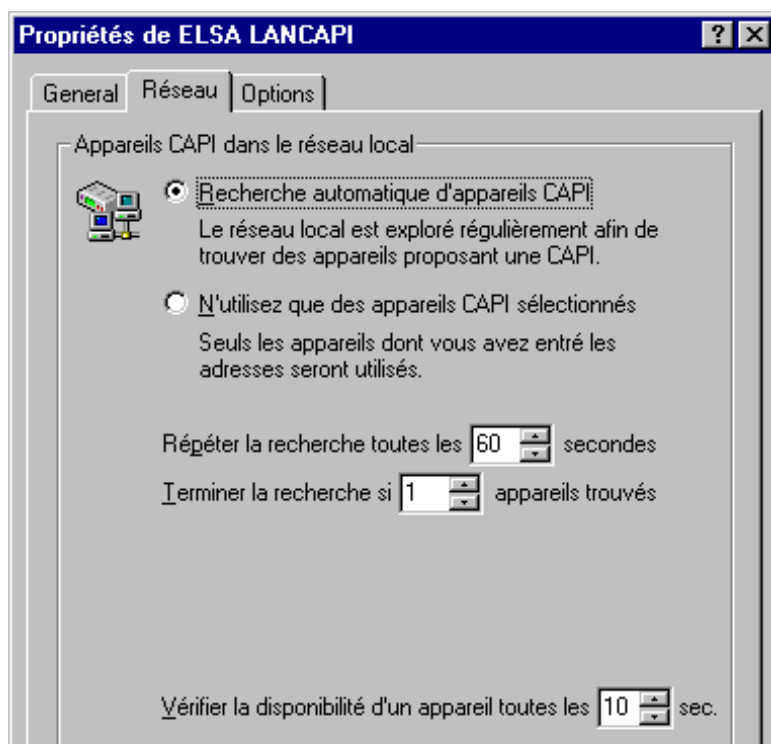 Propriétés de ELSA LANCAPI
General Réseau Options
Appareils CAPI dans le réseau local
Recherche automatique d'appareils CAPI
Le réseau local est exploré régulièrement afin de
trouver des appareils proposant une CAPI.
N'utilisez que des appareils CAPI sélectionnés
Seuls les appareils dont vous avez entré les
adresses seront utilisés.
Répéter la recherche toutes les 60 secondes
Terminer la recherche si 1 appareils trouvés
Vérifier la disponibilité d'un appareil toutes les 10 sec.